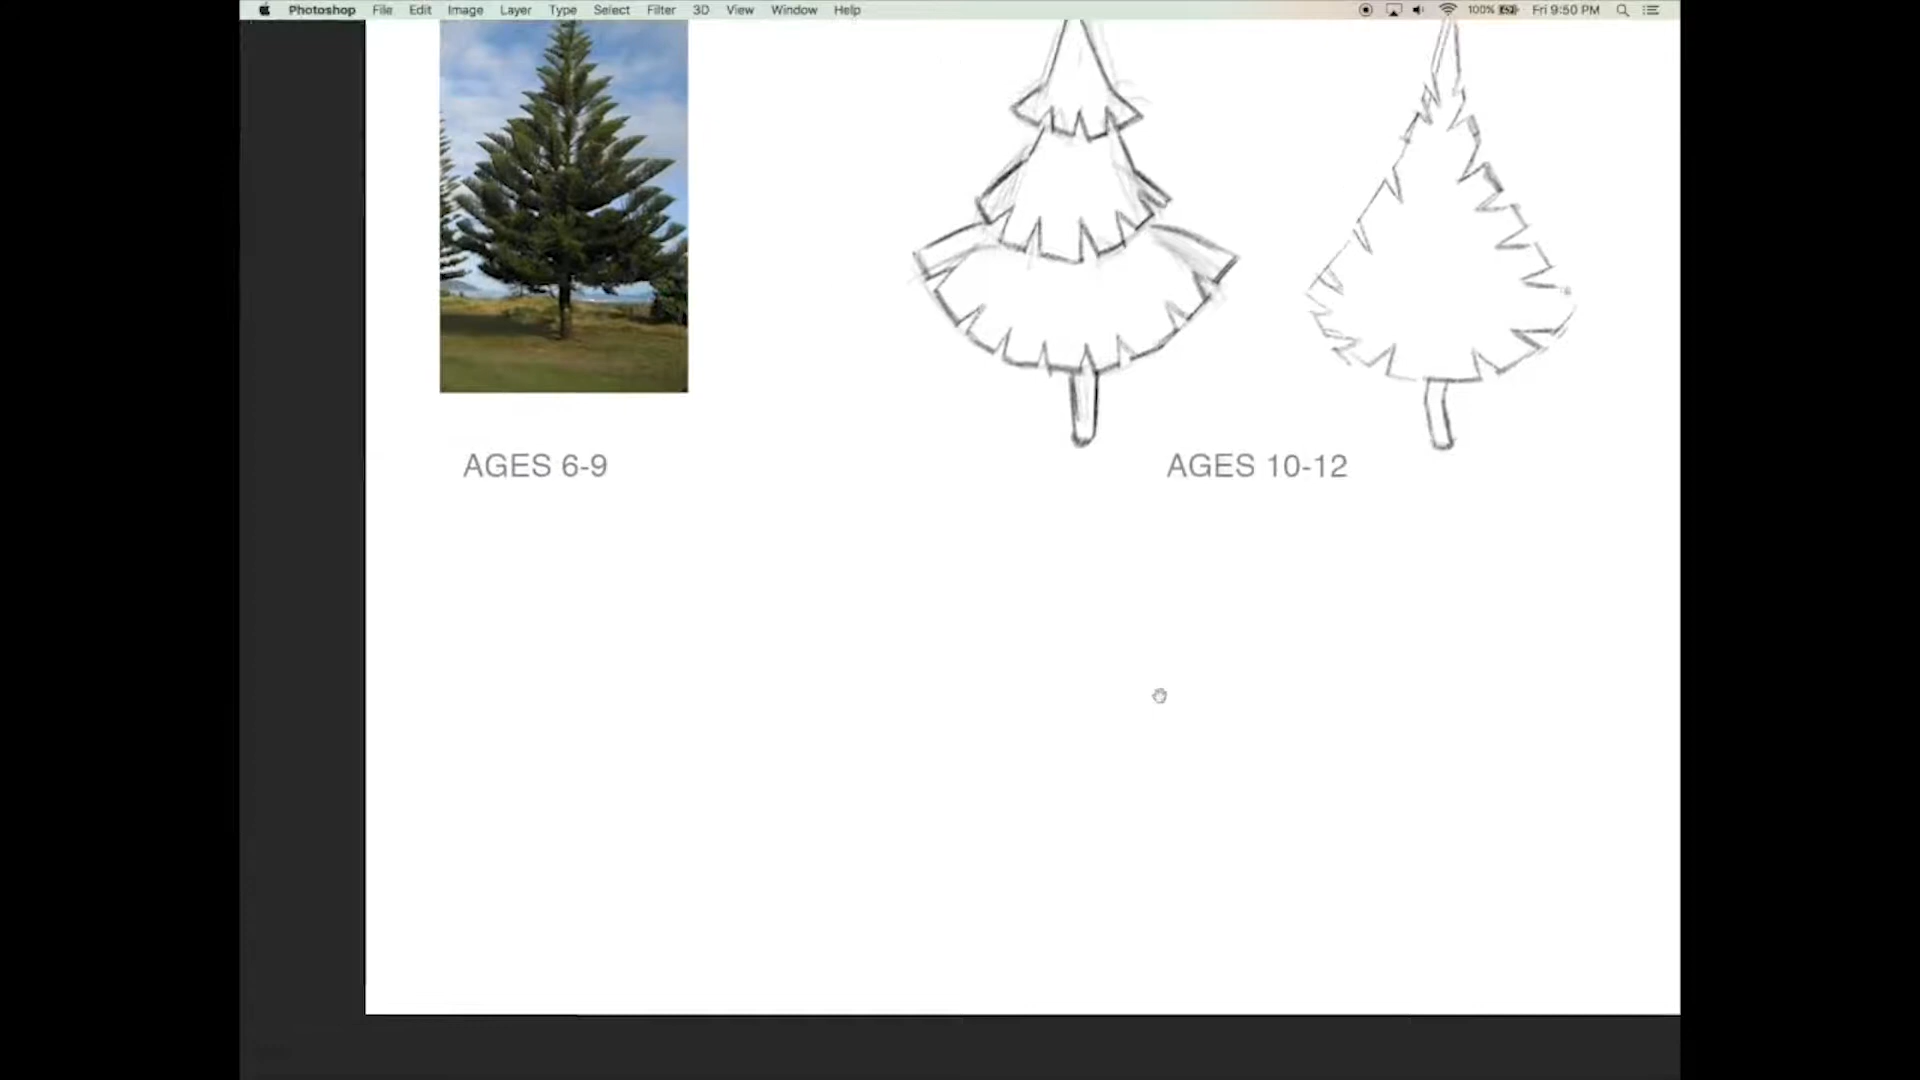 Photoshop File Edit Image Layer Type Select Filter 3D View Window Help 100% Fri 9:50 PM
AGES 6-9
AGES 10-12